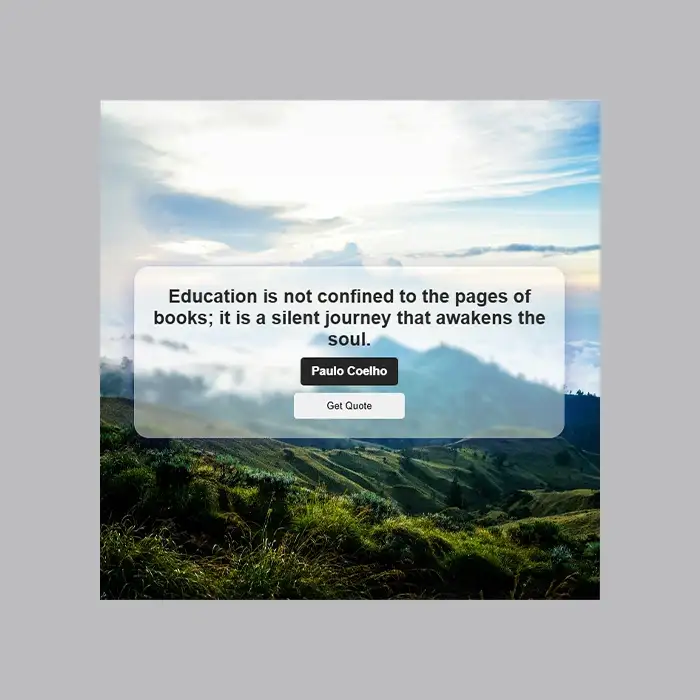 Education is not confined to the pages of
books; it is a silent journey that awakens the
soul.
Paulo Coelho
Get Quote